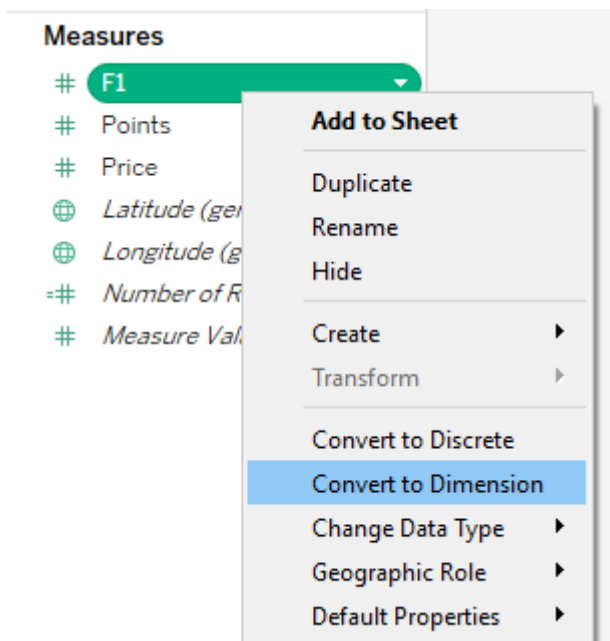 Measures
F1
Points
Price
Latitude (ger
Longitude (g
Number of R
Measure Val
Add to Sheet
Duplicate
Rename
Hide
Create
Transform
Convert to Discrete
Convert to Dimension
Change Data Type
Geographic Role
Default Properties